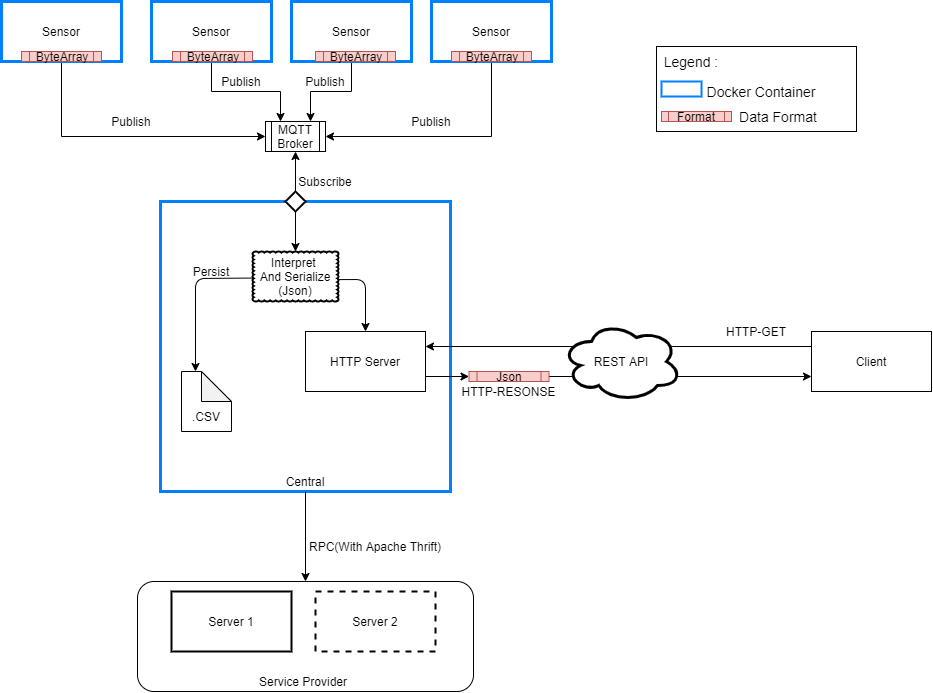 Sensor
Sensor
Sensor
Sensor
ByteArray
ByteArray
ByteArray
ByteArray
Legend :
Docker Container
Format
Data Format
Publish
Publish
Publish
Publish
MQTT
Broker
Subscribe
Interpret
And Serialize
(Json)
Persist
HTTP Server
.CSV
HTTP-GET
REST API
Client
Json
HTTP-RESONSE
Central
RPC(With Apache Thrift)
Server 1
Server 2
Service Provider